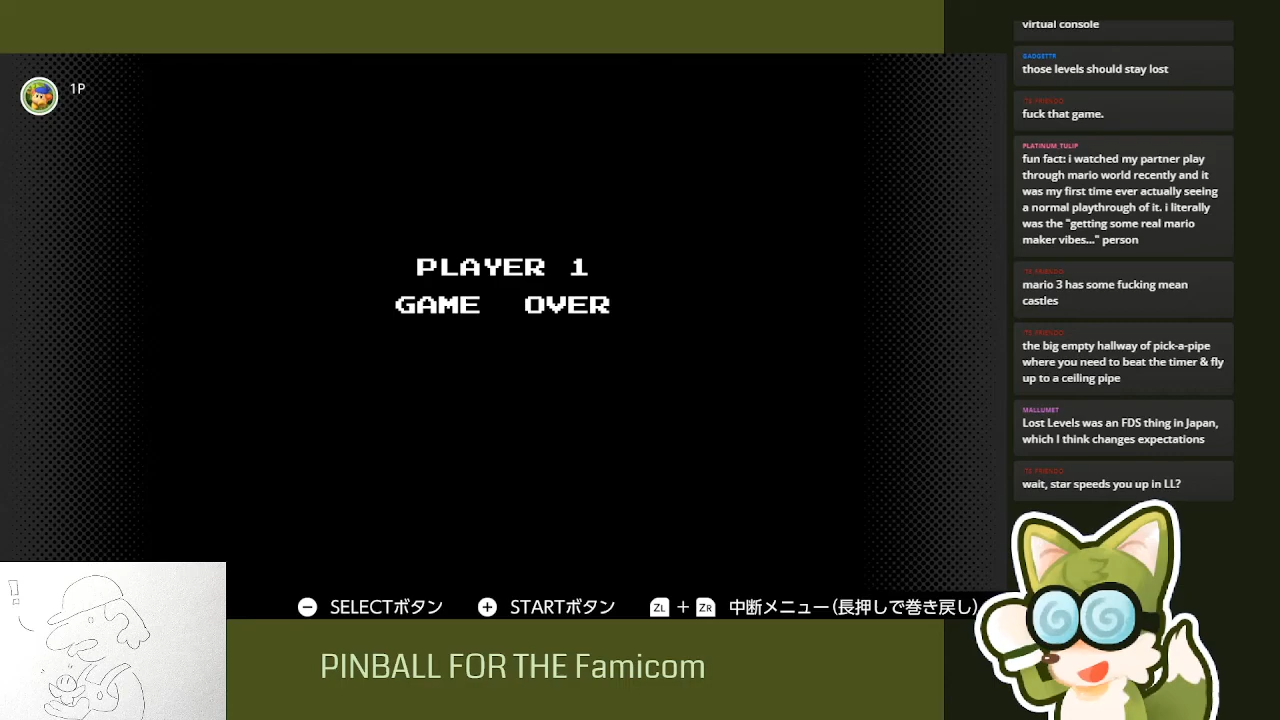 1P
PLAYER 1
GAME OVER
SELECTボタン
STARTボタン
ZL + ZR 中断メニュー(長押しで巻き戻し)
PINBALL FOR THE Famicom
virtual console
GADGETTR
those levels should stay lost
fuck that game.
PLATINUM_TULIP
fun fact: i watched my partner play
through mario world recently and it
was my first time ever actually seeing
a normal playthrough of it. i literally
was the "getting some real mario
maker vibes..." person
mario 3 has some fucking mean
castles
the big empty hallway of pick-a-pipe
where you need to beat the timer & fly
up to a ceiling pipe
MALLUMET
Lost Levels was an FDS thing in Japan,
which I think changes expectations
wait, star speeds you up in LL?